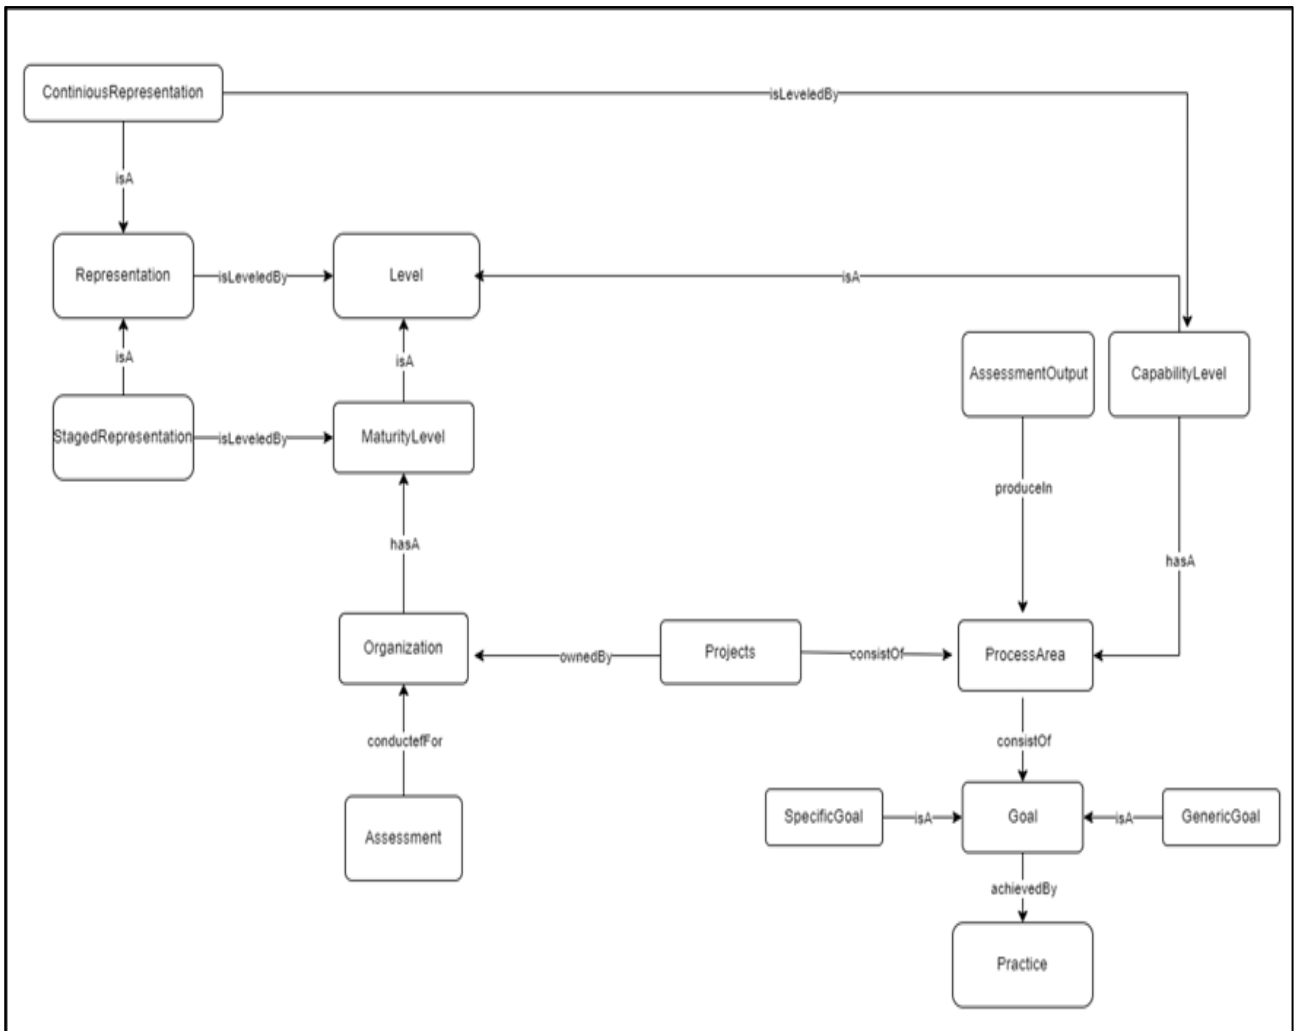 ContiniousRepresentation
isLeveledBy
isA
Representation
isLeveledBy
Level
isA
isA
isA
AssessmentOutput
CapabilityLevel
StagedRepresentation
isLeveledBy
MaturityLevel
produceIn
hasA
hasA
Organization
ownedBy
Projects
consistOf
ProcessArea
conductefFor
consistOf
SpecificGoal
isA
Goal
isA
GenericGoal
Assessment
achievedBy
Practice